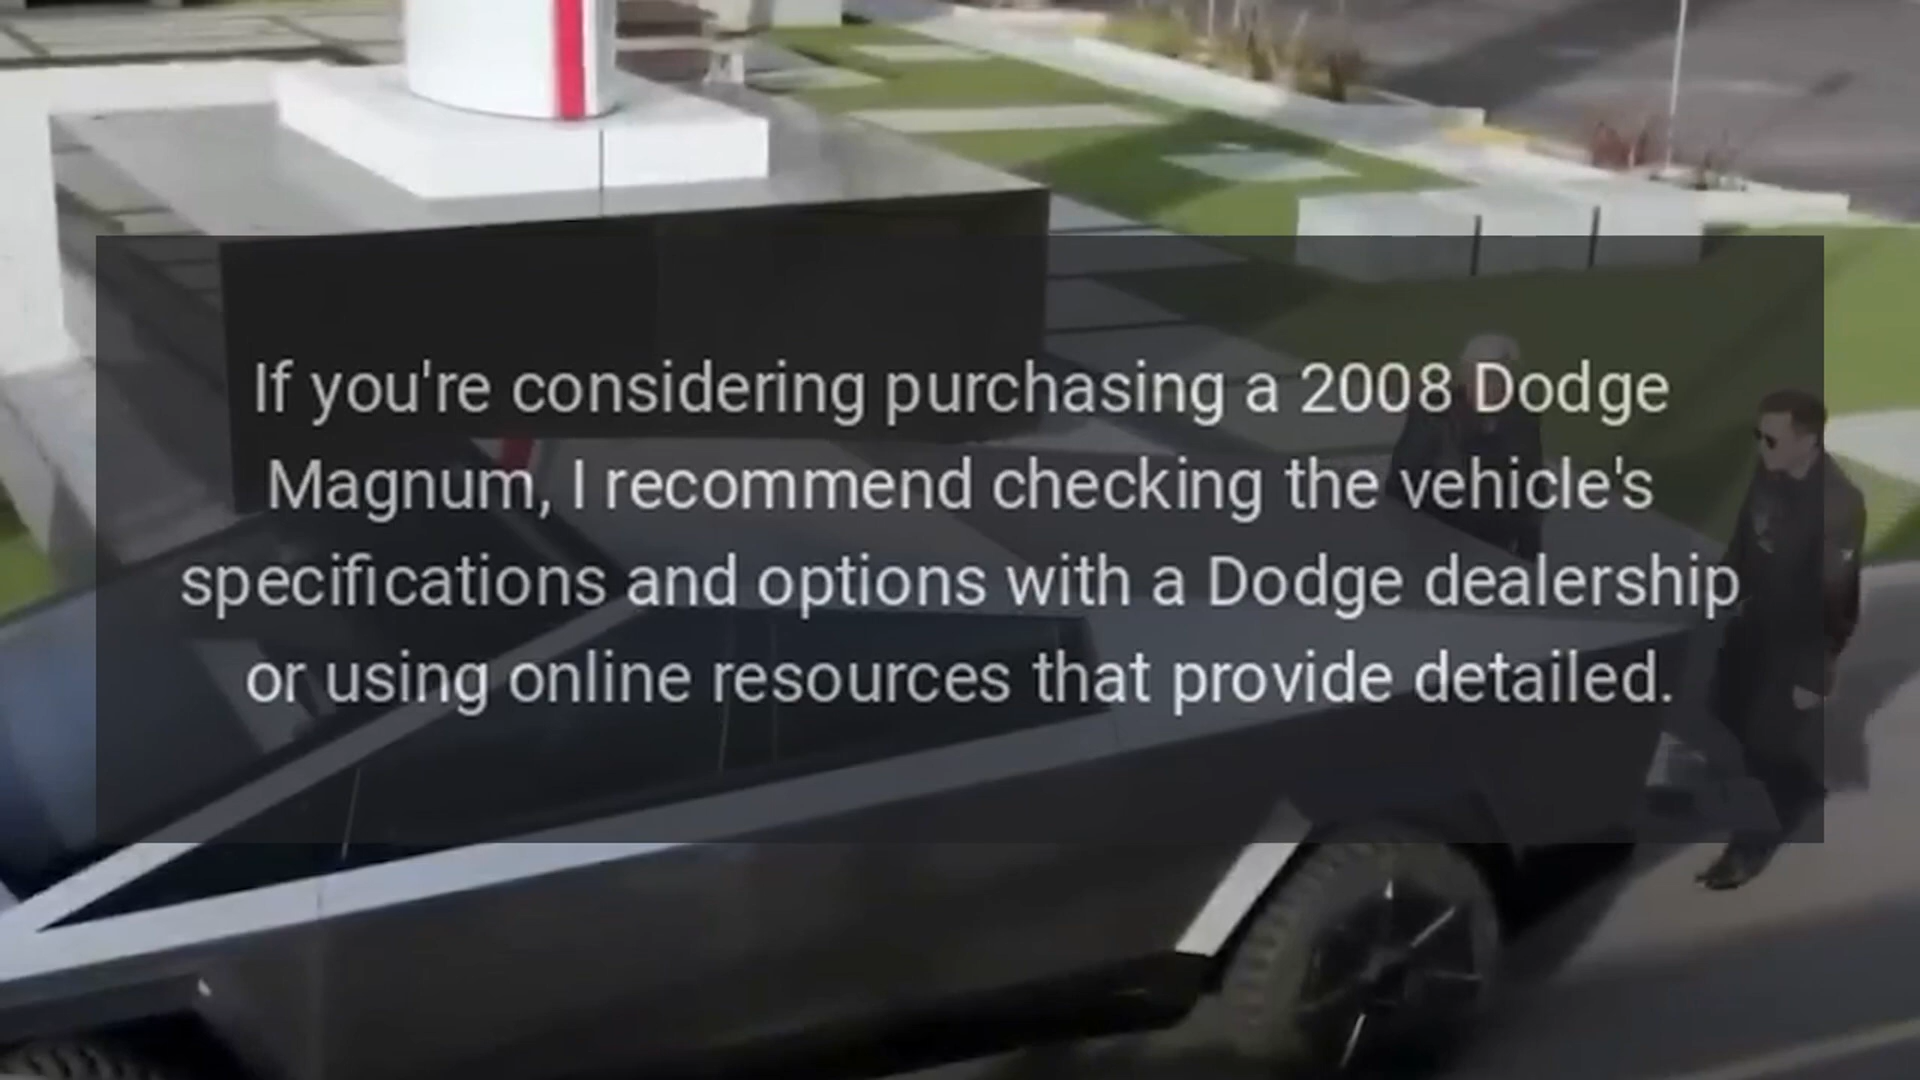 If you're considering purchasing a 2008 Dodge
Magnum, I recommend checking the vehicle's
specifications and options with a Dodge dealership
or using online resources that provide detailed.